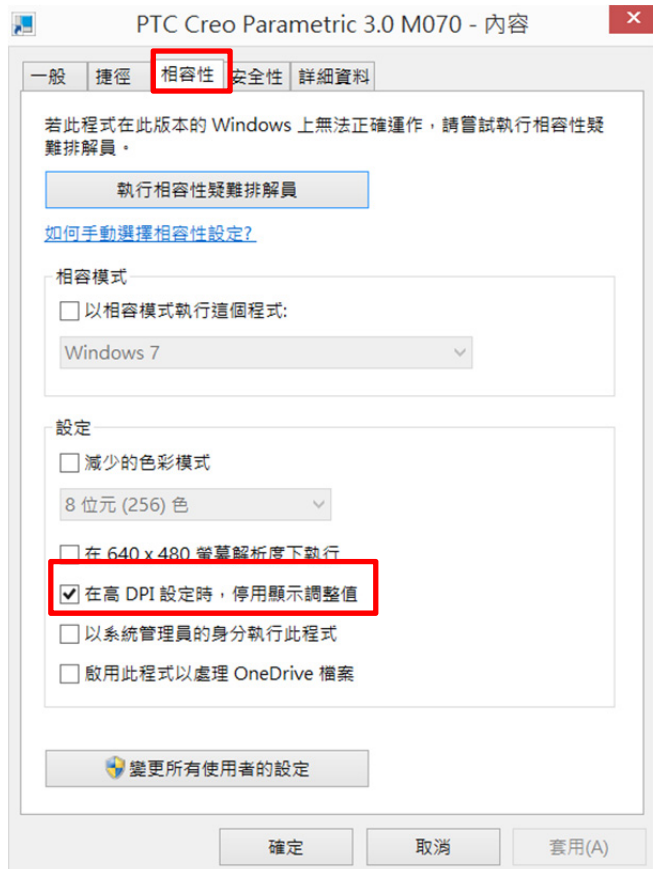 PTC Creo Parametric 3.0 M070 - 內容
一般 捷徑 相容性 安全性 詳細資料
若此程式在此版本的 Windows 上無法正確運作，請嘗試執行相容性疑
難排解員。
執行相容性疑難排解員
如何手動選擇相容性設定?
相容模式
以相容模式執行這個程式:
Windows 7
設定
減少的色彩模式
8 位元 (256) 色
在 640 x 480 螢幕解析度下執行
在高 DPI 設定時，停用顯示調整值
以系統管理員的身分執行此程式
啟用此程式以處理 OneDrive 檔案
變更所有使用者的設定
確定 取消 套用(A)